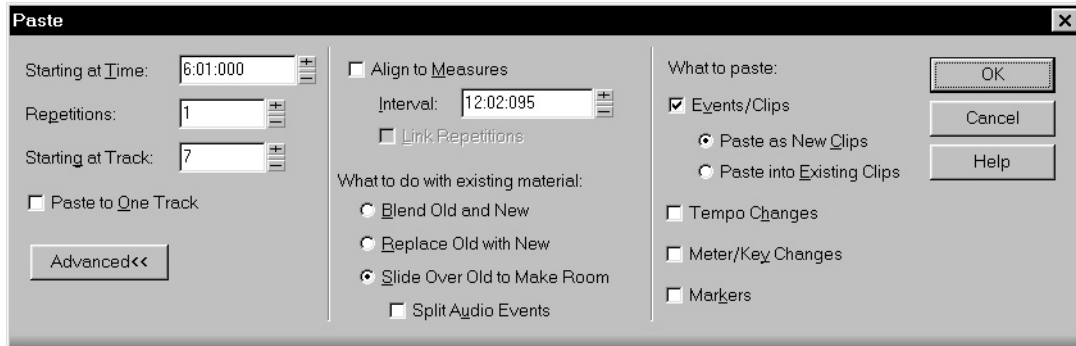 Paste
Starting at Time: 6:01:000
Repetitions: 1
Starting at Track: 7
Paste to One Track
Advanced<<
Align to Measures
Interval: 12:02:095
Link Repetitions
What to do with existing material:
Blend Old and New
Replace Old with New
Slide Over Old to Make Room
Split Audio Events
What to paste:
Events/Clips
Paste as New Clips
Paste into Existing Clips
Tempo Changes
Meter/Key Changes
Markers
OK
Cancel
Help